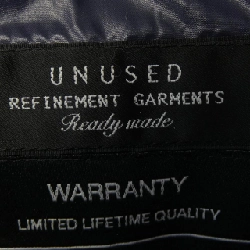 UNUSED
REFINEMENT GARMENTS
Ready made
WARRANTY
LIMITED LIFETIME QUALITY